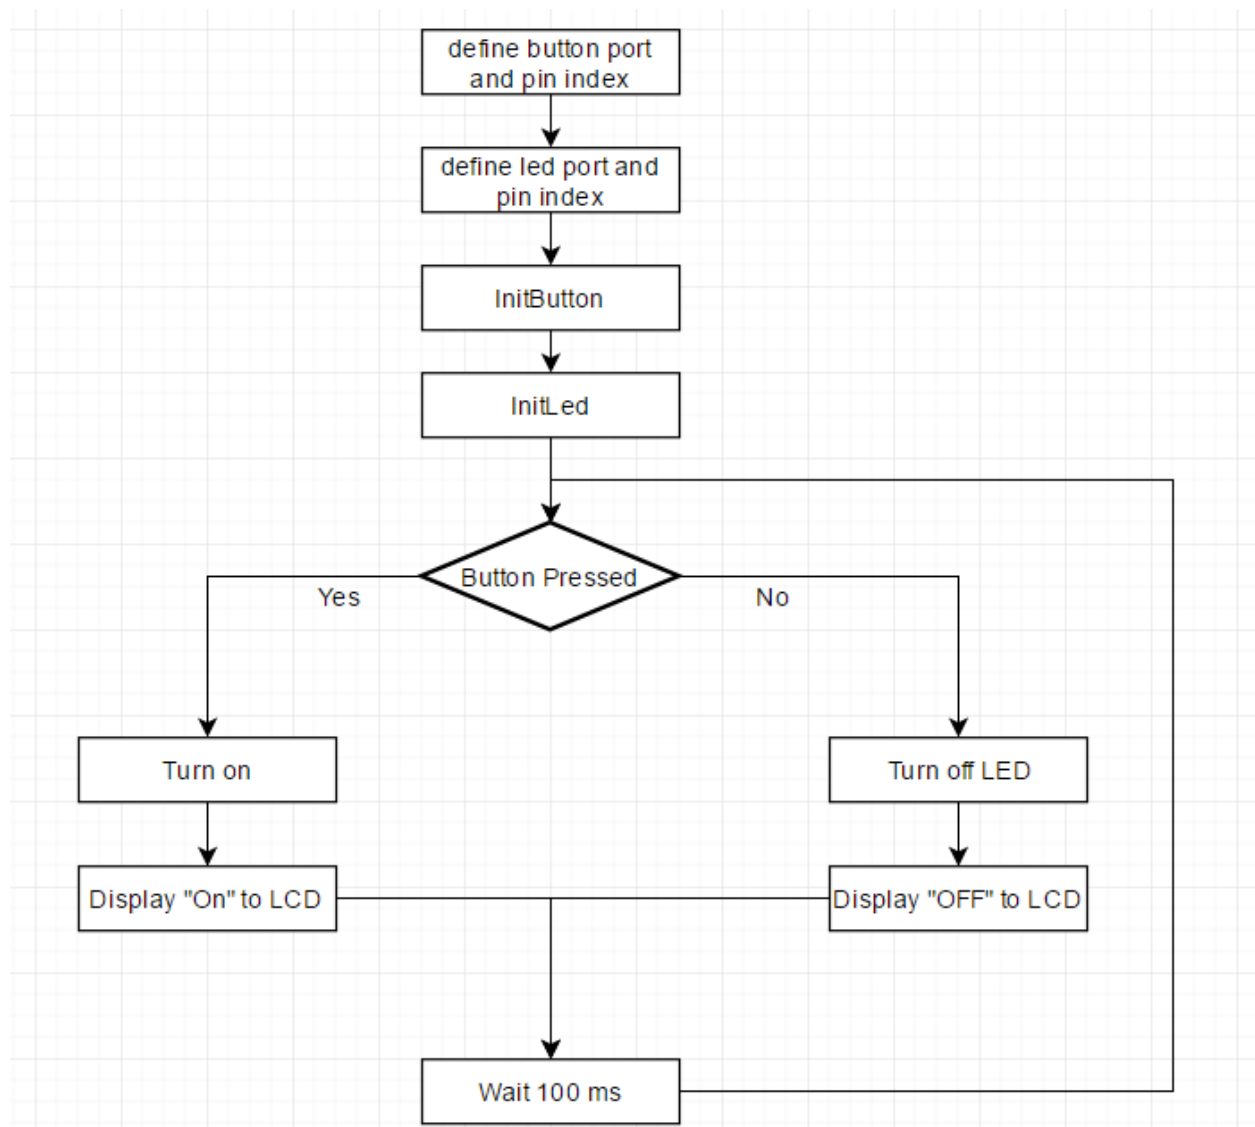 define button port
and pin index
define led port and
pin index
InitButton
InitLed
Button Pressed
Yes
No
Turn on
Turn off LED
Display "On" to LCD
Display "OFF" to LCD
Wait 100 ms